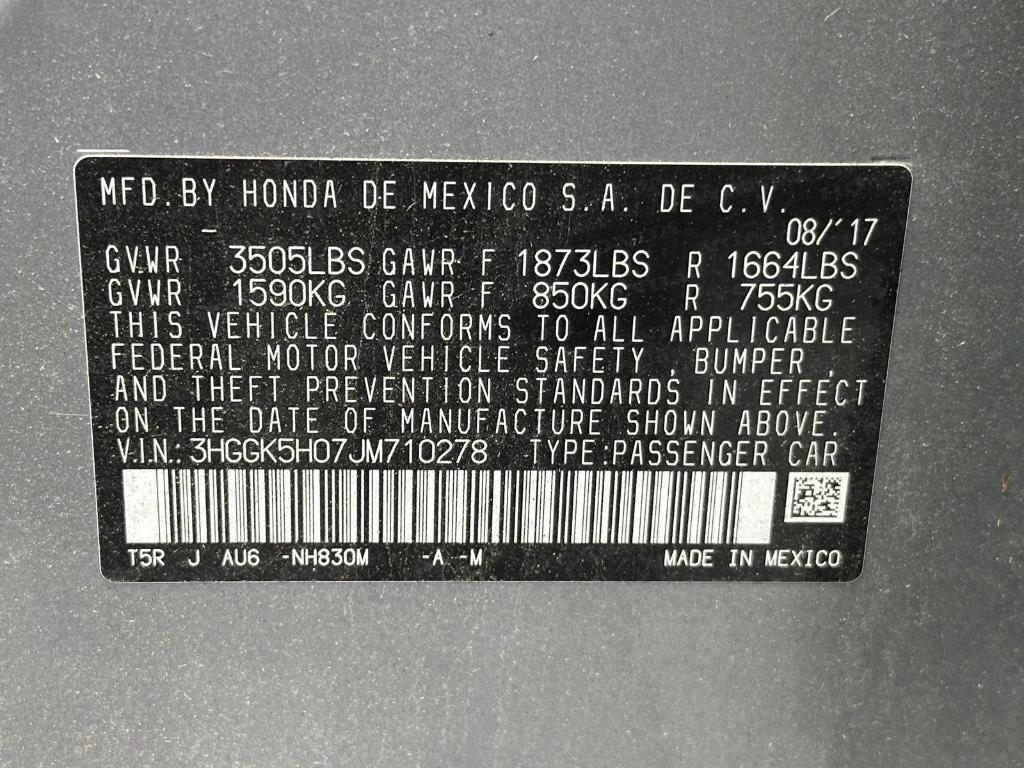 MFD.BY HONDA DE MEXICO S.A. DE C.V.
08/'17
GVWR 3505LBS GAWR F 1873LBS R 1664LBS
GVWR 1590KG GAWR F 850KG R 755KG
THIS VEHICLE CONFORMS TO ALL APPLICABLE
FEDERAL MOTOR VEHICLE SAFETY , BUMPER ,
AND THEFT PREVENTION STANDARDS IN EFFECT
ON THE DATE OF MANUFACTURE SHOWN ABOVE.
V.I.N.: 3HGGK5H07JM710278 TYPE:PASSENGER CAR
T5R J AU6 -NH830M -A -M MADE IN MEXICO